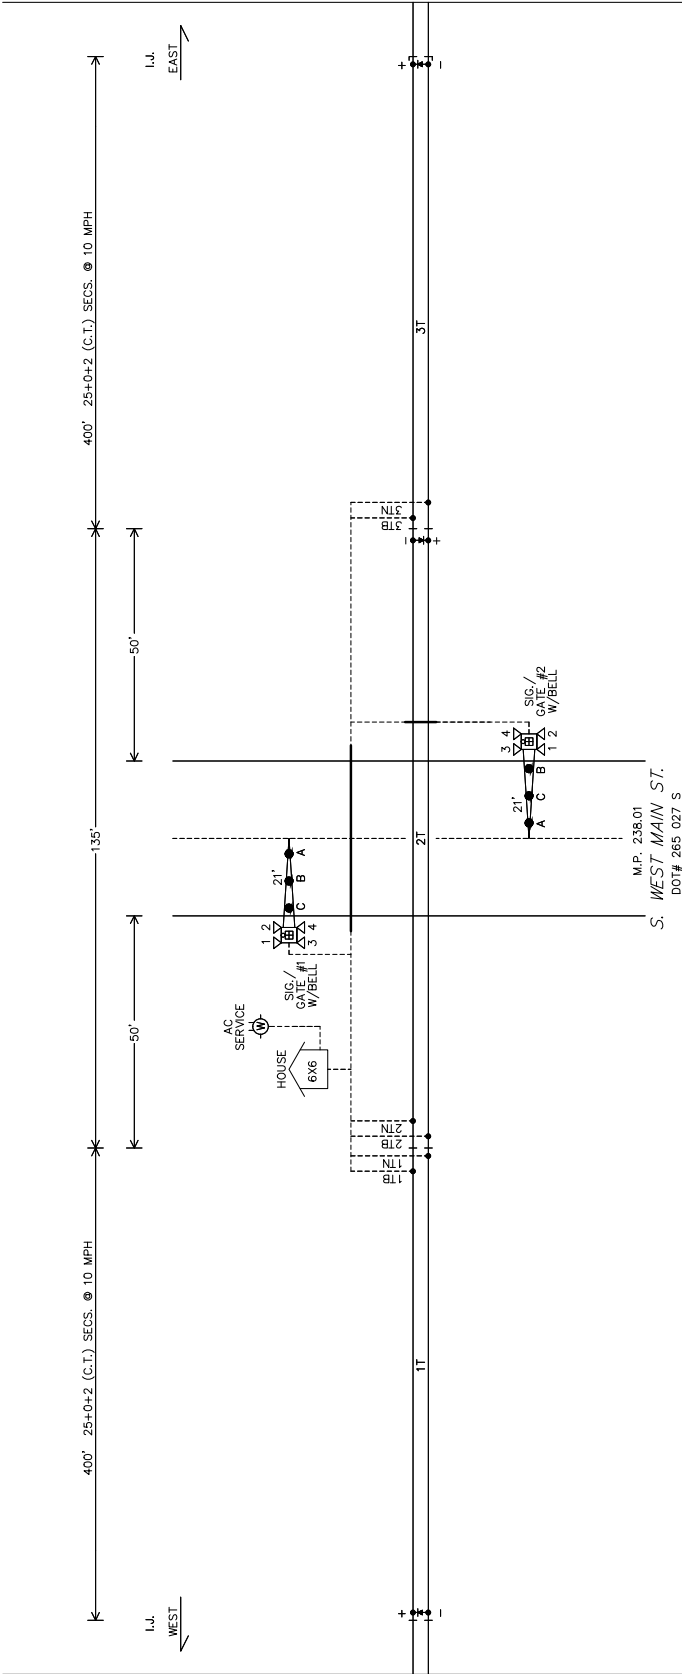 I.J.
WEST
I.J.
EAST
400' 25+0+2 (C.T.) SECS. @ 10 MPH
135'
400' 25+0+2 (C.T.) SECS. @ 10 MPH
50'
50'
AC
SERVICE
W
HOUSE
6X6
SIG./
GATE #1
W/BELL
1 2
3 4
21'
C B A
1TB
1TN
2TB
2TN
3TB
3TN
+
-
-
+
+
-
1T
2T
3T
21'
A C B
3 4
1 2
SIG./
GATE #2
W/BELL
M.P. 238.01
S. WEST MAIN ST.
DOT# 265 027 S